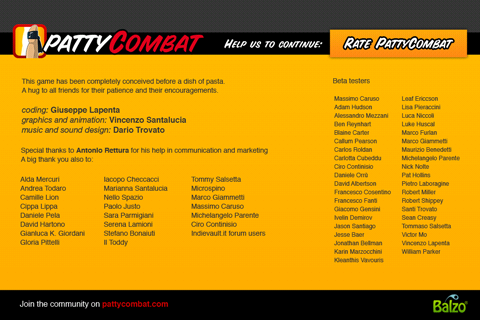 PATTYCOMBAT
HELP US TO CONTINUE:
RATE PATTYCOMBAT
This game has been completely conceived before a dish of pasta.
A hug to all friends for their patience and their encouragements.
coding: Giuseppe Lapenta
graphics and animation: Vincenzo Santalucia
music and sound design: Dario Trovato
Special thanks to Antonio Rettura for his help in communication and marketing
A big thank you also to:
Aida Mercuri
Andrea Todaro
Camille Lion
Cippa Lippa
Daniele Pela
David Hartono
Gianluca K. Giordani
Gloria Pittelli
Iacopo Checcacci
Marianna Santalucia
Nello Spazio
Paolo Justo
Sara Parmigiani
Serena Lamioni
Stefano Bonaiuti
Il Toddy
Tommy Salsetta
Microspino
Marco Giammetti
Massimo Caruso
Michelangelo Parente
Ciro Continisio
Indievault.it forum users
Beta testers
Massimo Caruso
Adam Hudson
Alessandro Mezzani
Ben Reynhart
Blaine Carter
Callum Pearson
Carlos Roldan
Carlotta Cubeddu
Ciro Continisio
Daniele Orrù
David Albertson
Francesco Cosentino
Francesco Fanti
Giacomo Gensini
Ivelin Demirov
Jason Santiago
Jesse Baer
Jonathan Bellman
Karin Marzocchini
Kleanthis Vavouris
Leaf Ericcson
Lisa Pieraccini
Luca Niccoli
Luke Huscal
Marco Furlan
Marco Giammetti
Maurizio Benedetti
Michelangelo Parente
Nick Nolte
Pat Hollins
Pietro Laboragine
Robert Miller
Robert Shippey
Santi Trovato
Sean Creasy
Tommaso Salsetta
Victor Mo
Vincenzo Lapenta
William Parker
Join the community on pattycombat.com
Balzo